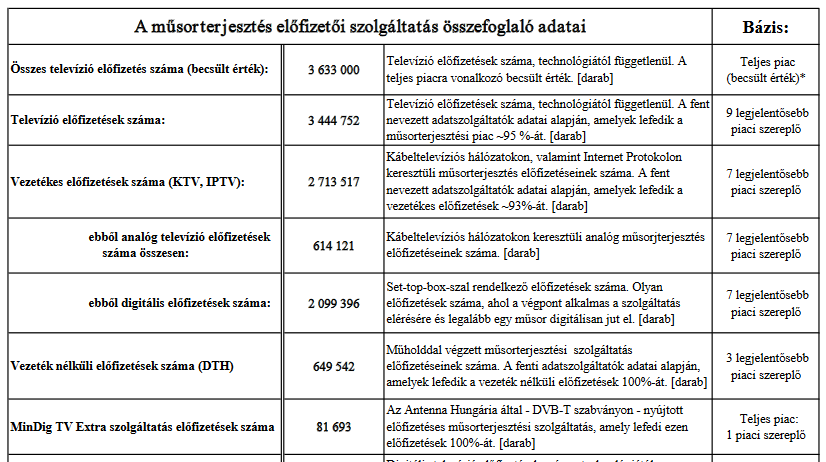 A műsorterjesztés előfizetői szolgáltatás összefoglaló adatai
Bázis:
Összes televízió előfizetés száma (becsült érték):
3 633 000
Televízió előfizetések száma, technológiától függetlenül. A
teljes piacra vonalkozó becsült érték. [darab]
Teljes piac
(becsült érték)*
Televízió előfizetések száma:
3 444 752
Televízió előfizetések száma, technológiától függetlenül. A fent
nevezett adatszolgáltatók adatai alapján, amelyek lefedik a
műsorterjesztési piac ~95 %-át. [darab]
9 legjelentősebb
piaci szereplő
Vezetékes előfizetések száma (KTV, IPTV):
2 713 517
Kábeltelevíziós hálózatokon, valamint Internet Protokolon
keresztüli műsorterjesztés előfizetéseinek száma. A fent
nevezett adatszolgáltatók adatai alapján, amelyek lefedik a
vezetékes előfizetések ~93%-át. [darab]
7 legjelentősebb
piaci szereplő
ebből analóg televízió előfizetések
száma összesen:
614 121
Kábeltelevíziós hálózatokon keresztüli analóg műsorjterjesztés
előfizetéseinek száma. [darab]
7 legjelentősebb
piaci szereplő
ebből digitális előfizetések száma:
2 099 396
Set-top-box-szal rendelkező előfizetések száma. Olyan
előfizetések száma, ahol a végpont alkalmas a szolgáltatás
elérésére és legalább egy műsor digitálisan jut el. [darab]
7 legjelentősebb
piaci szereplő
Vezeték nélküli előfizetések száma (DTH)
649 542
Műholddal végzett műsorterjesztési szolgáltatás
előfizetéseinek száma. A fenti adatszolgáltatók adatai alapján,
amelyek lefedik a vezeték nélküli előfizetések 100%-át. [darab]
3 legjelentősebb
piaci szereplő
MinDig TV Extra szolgáltatás előfizetések száma
81 693
Az Antenna Hungária által - DVB-T szabványon - nyújtott
előfizetéses műsorterjesztési szolgáltatás, amely lefedi ezen
előfizetések 100%-át. [darab]
Teljes piac:
1 piaci szereplő